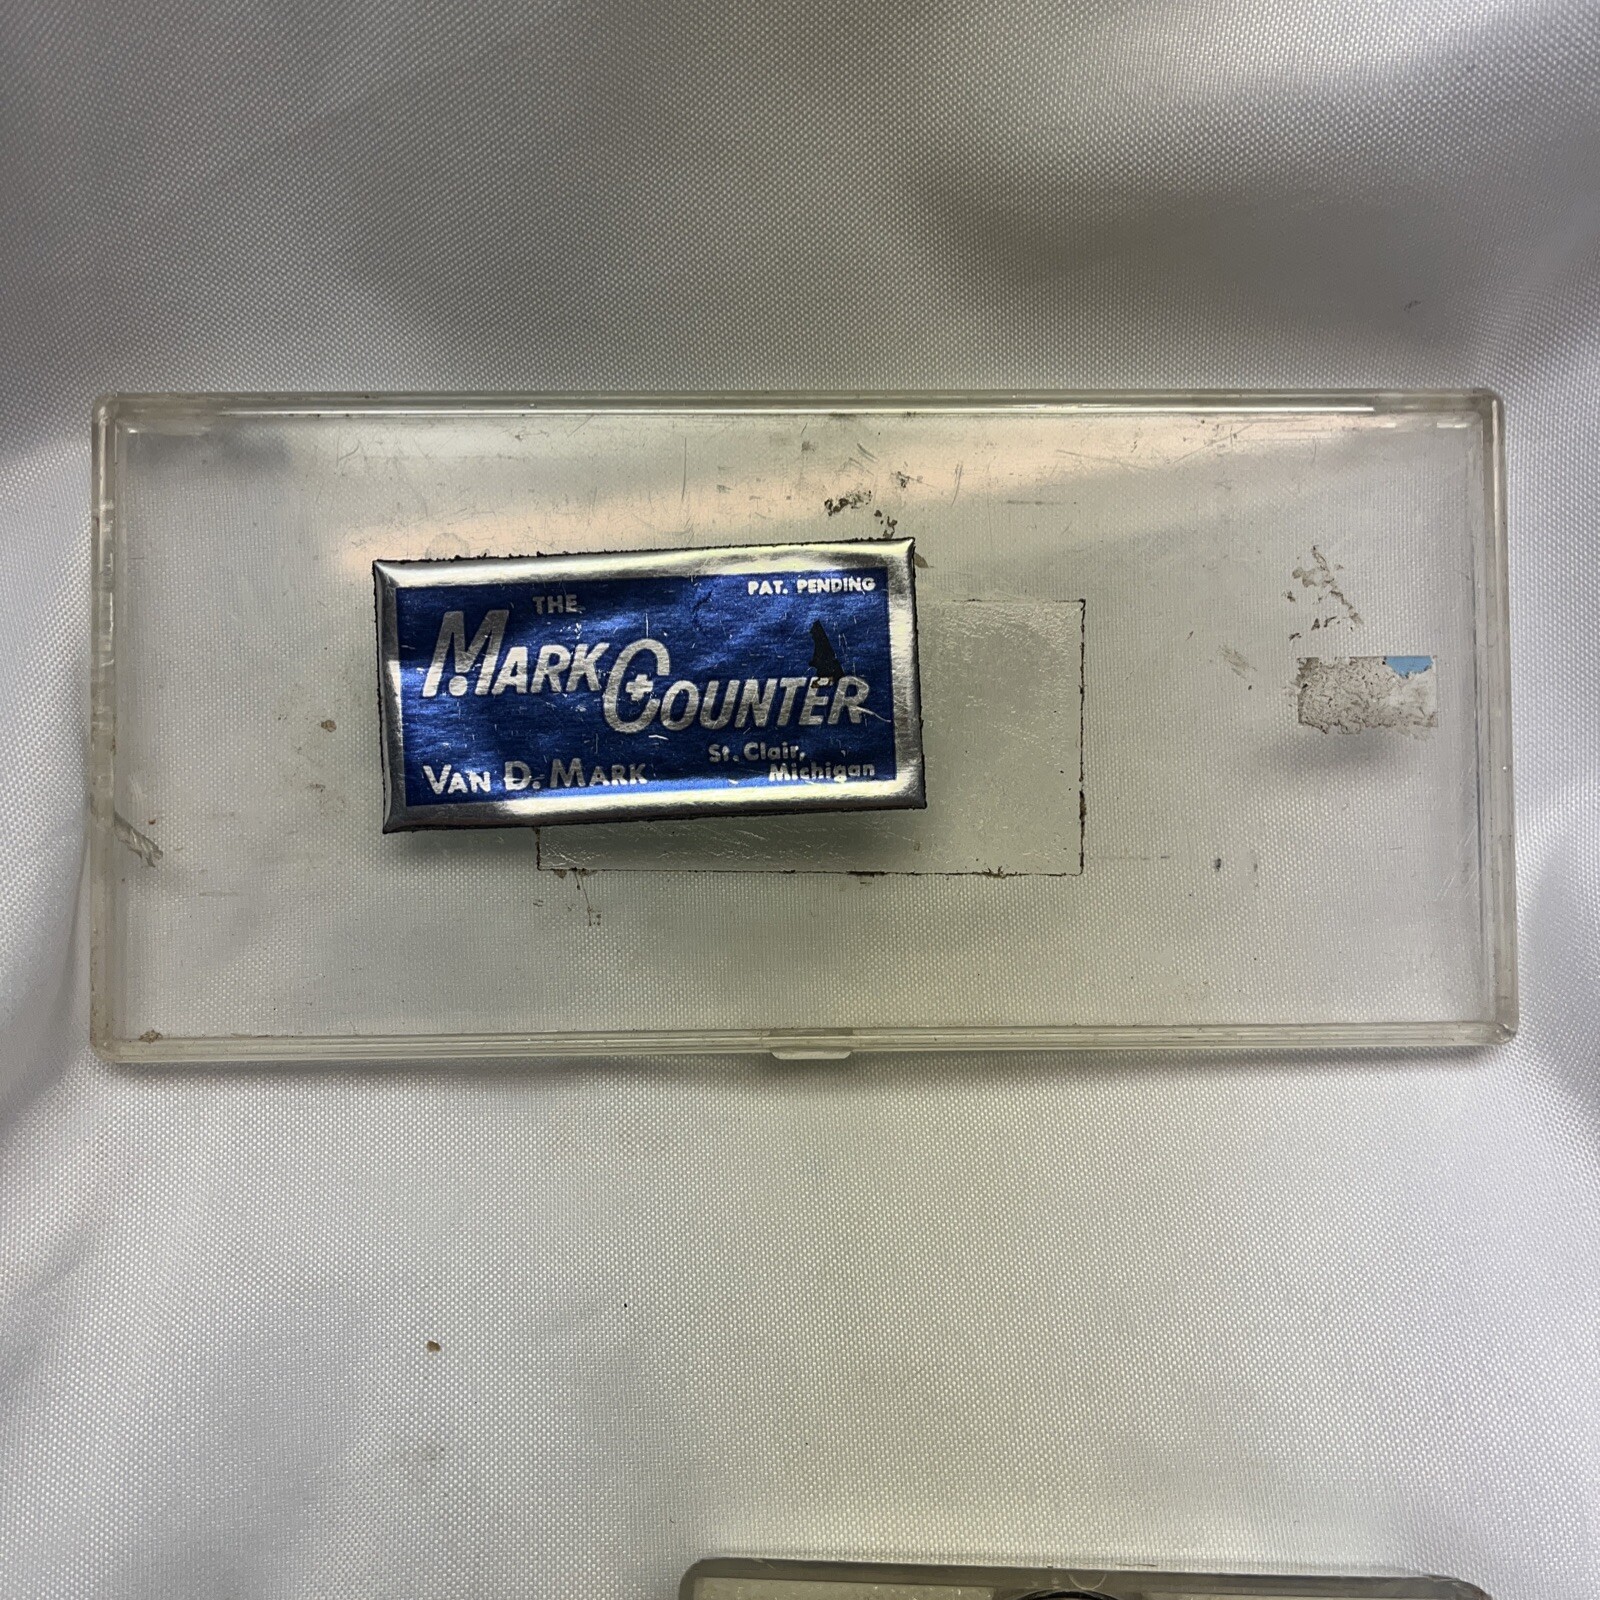 PAT. PENDING
THE
MARK COUNTER
St. Clair,
VAN D. MARK Michigan